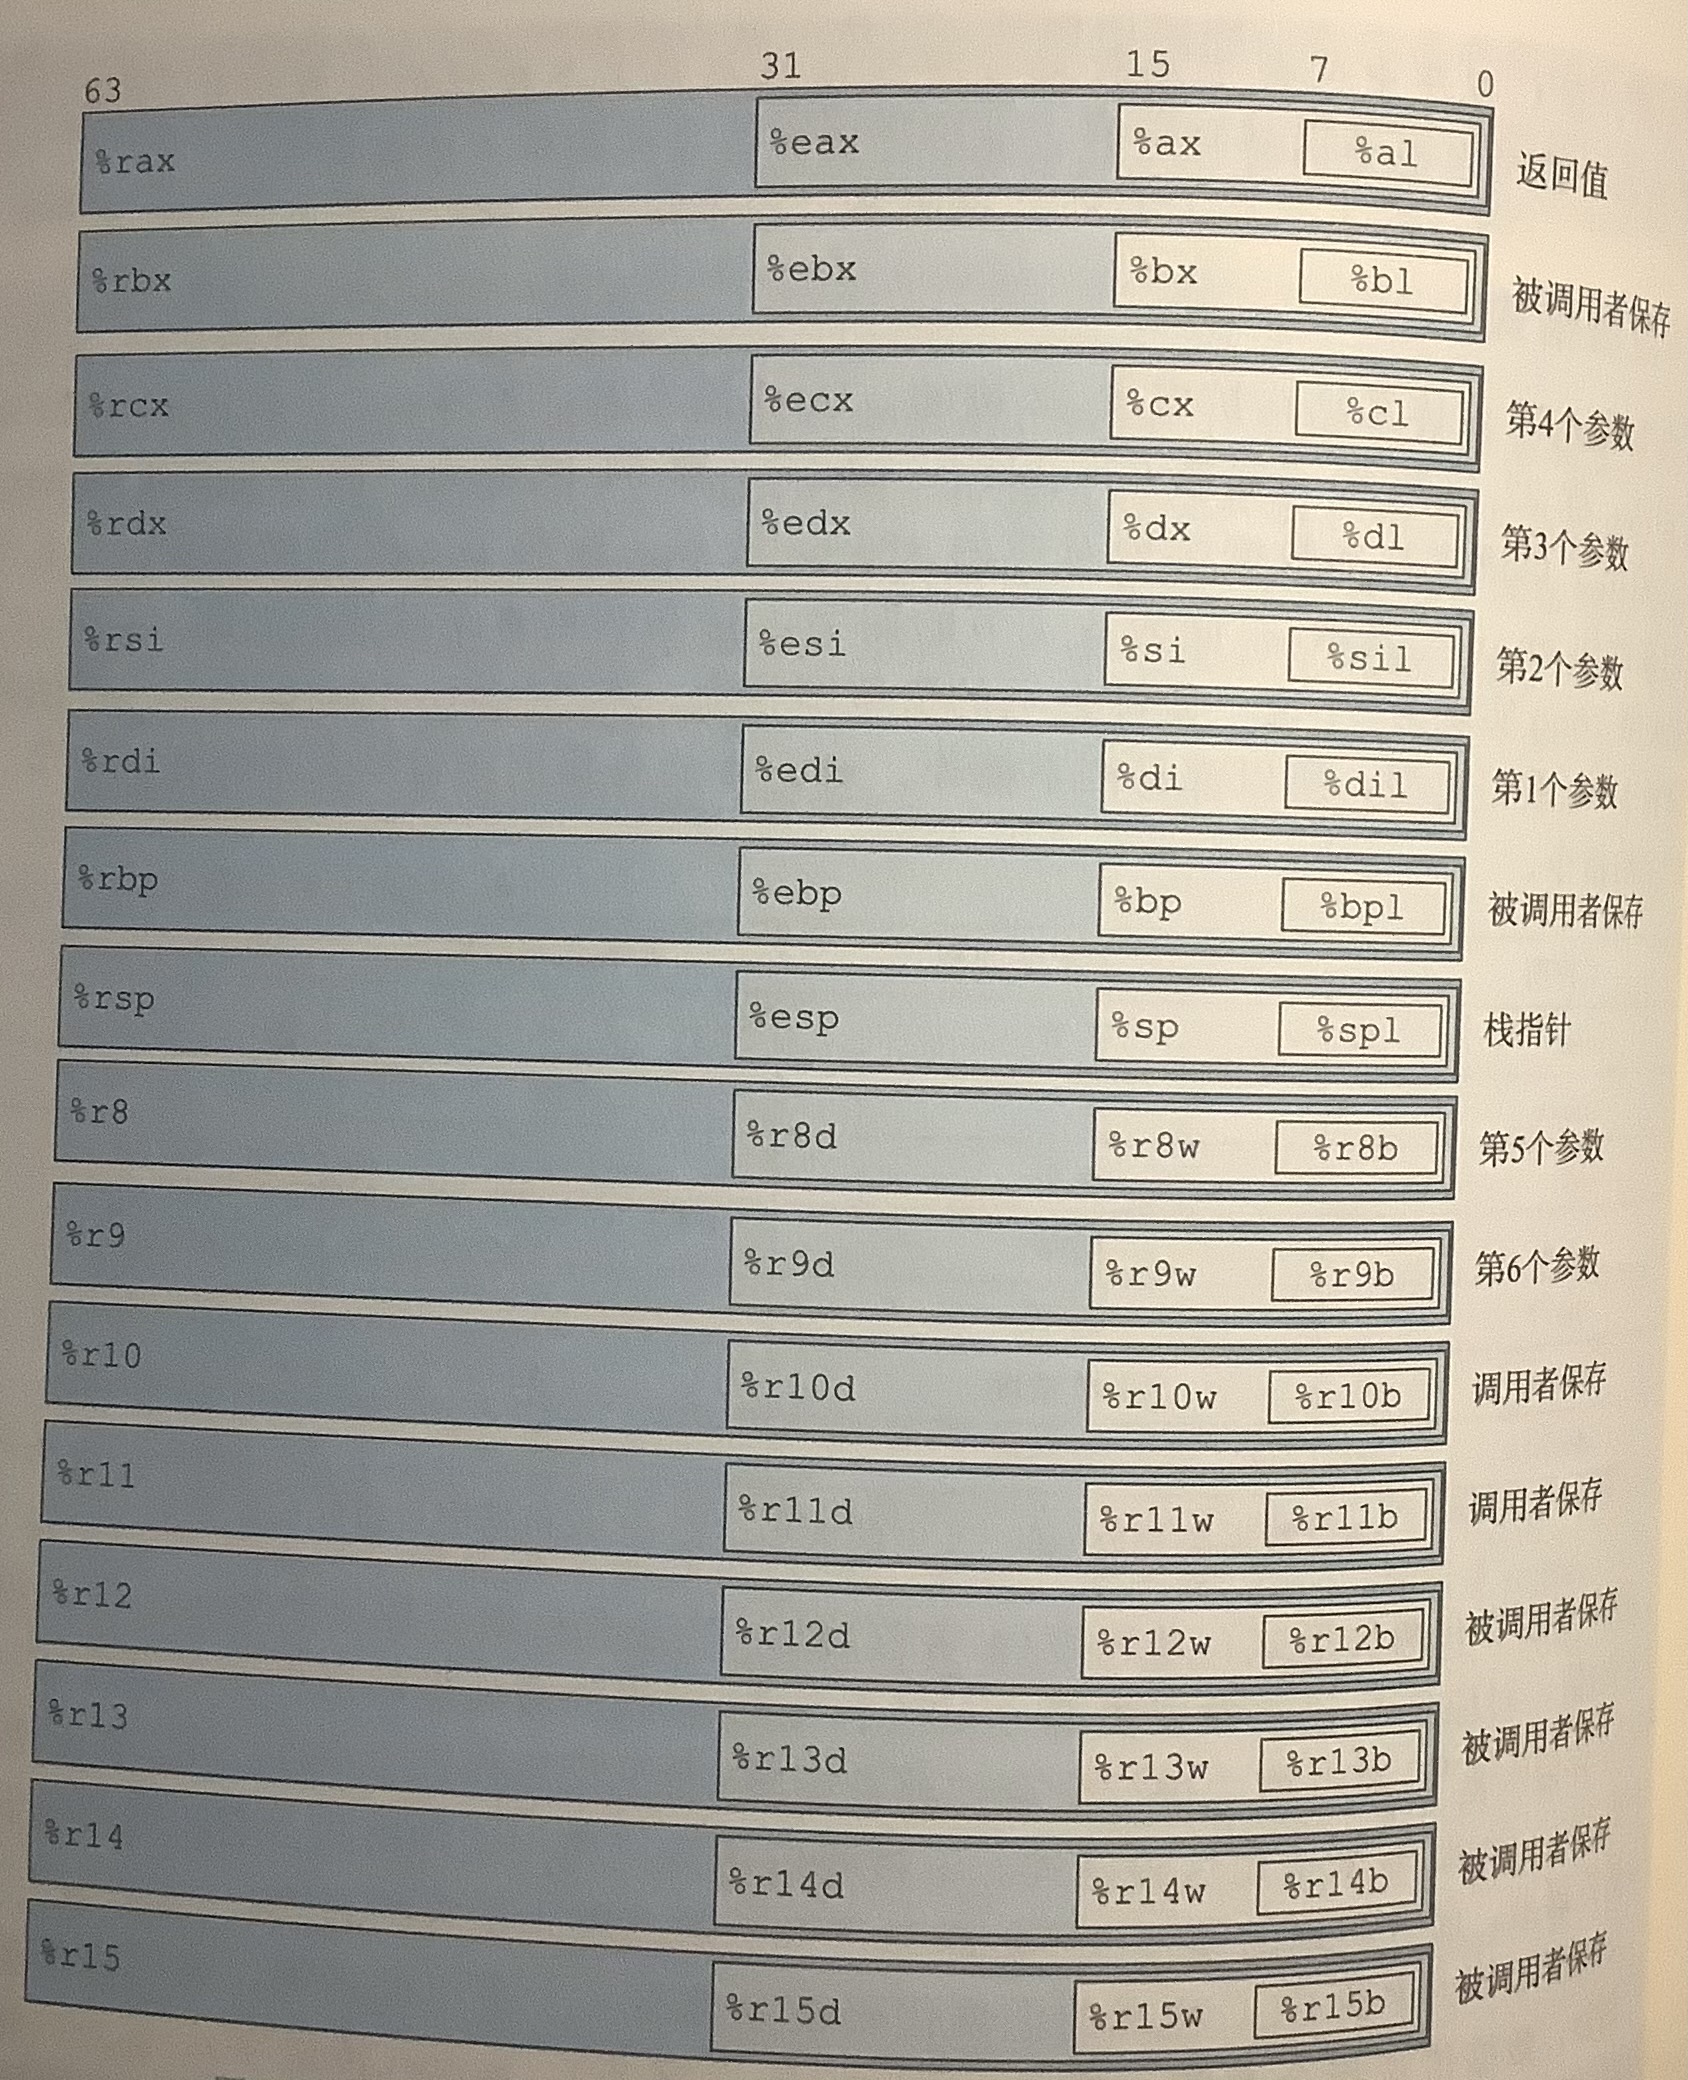 63 31 15 7 0
%rax %eax %ax %al 返回值
%rbx %ebx %bx %bl 被调用者保存
%rcx %ecx %cx %cl 第4个参数
%rdx %edx %dx %dl 第3个参数
%rsi %esi %si %sil 第2个参数
%rdi %edi %di %dil 第1个参数
%rbp %ebp %bp %bpl 被调用者保存
%rsp %esp %sp %spl 栈指针
%r8 %r8d %r8w %r8b 第5个参数
%r9 %r9d %r9w %r9b 第6个参数
%r10 %r10d %r10w %r10b 调用者保存
%r11 %r11d %r11w %r11b 调用者保存
%r12 %r12d %r12w %r12b 被调用者保存
%r13 %r13d %r13w %r13b 被调用者保存
%r14 %r14d %r14w %r14b 被调用者保存
%r15 %r15d %r15w %r15b 被调用者保存